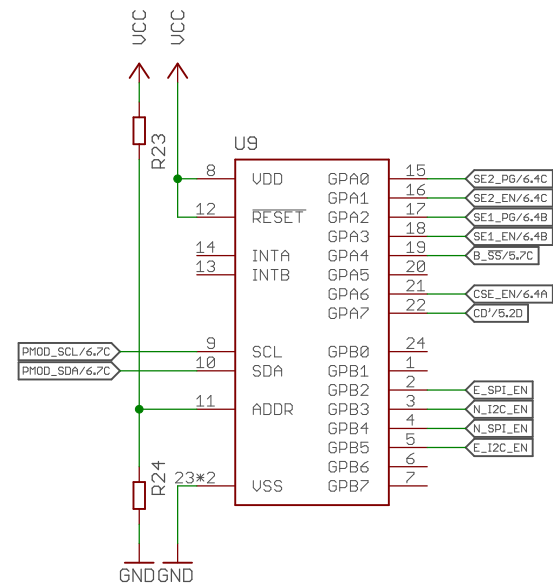 VCC VCC
R23
U9
8 VDD GPA0 15 SE2_PG/6.4C
GPA1 16 SE2_EN/6.4C
12 RESET GPA2 17 SE1_PG/6.4B
GPA3 18 SE1_EN/6.4B
14 INTA GPA4 19 B_SS/5.7C
13 INTB GPA5 20
GPA6 21 CSE_EN/6.4A
GPA7 22 CD'/5.2D
PMOD_SCL/6.7C 9 SCL GPB0 24
PMOD_SDA/6.7C 10 SDA GPB1 1
GPB2 2 E_SPI_EN
11 ADDR GPB3 3 N_I2C_EN
GPB4 4 N_SPI_EN
GPB5 5 E_I2C_EN
R24
GPB6 6
23*2 VSS GPB7 7
GND GND